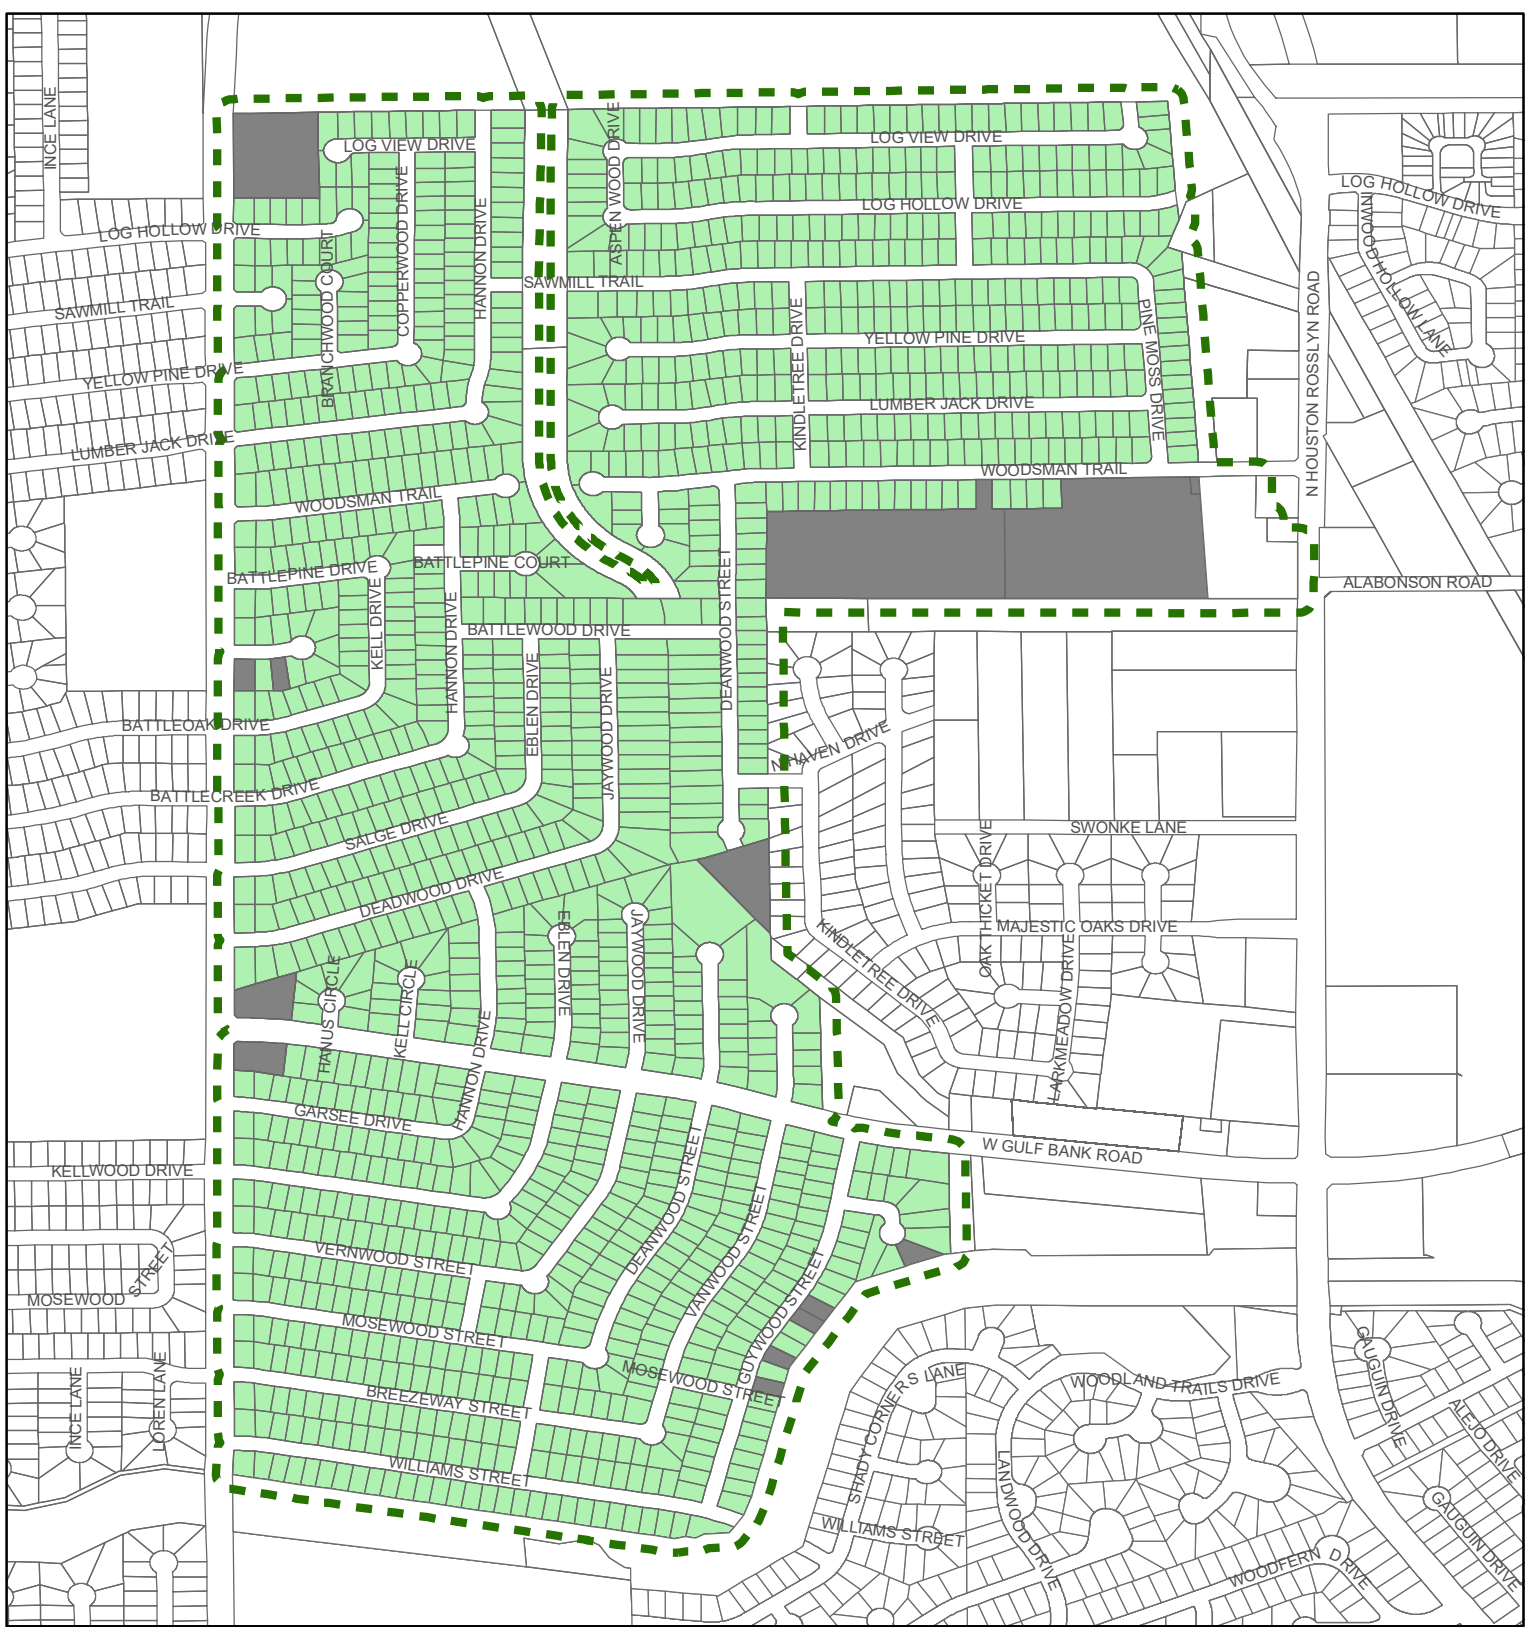 INCE LANE
LOG VIEW DRIVE
ASPEN WOOD DRIVE
LOG VIEW DRIVE
LOG HOLLOW DRIVE
INWOOD HOLLOW LANE
LOG HOLLOW DRIVE
COPPERWOOD DRIVE
HANNON DRIVE
LOG HOLLOW DRIVE
BRANCHWOOD COURT
SAWMILL TRAIL
SAWMILL TRAIL
KINDLETREE DRIVE
PINE MOSS DRIVE
N HOUSTON ROSSLYN ROAD
YELLOW PINE DRIVE
YELLOW PINE DRIVE
LUMBER JACK DRIVE
LUMBER JACK DRIVE
WOODSMAN TRAIL
WOODSMAN TRAIL
BATTLEPINE DRIVE
BATTLEPINE COURT
ALABONSON ROAD
KELL DRIVE
HANNON DRIVE
BATTLEWOOD DRIVE
DEANWOOD STREET
EBLEN DRIVE
JAYWOOD DRIVE
BATTLEOAK DRIVE
N HAVEN DRIVE
BATTLECREEK DRIVE
SALGE DRIVE
SWONKE LANE
DEADWOOD DRIVE
OAK THICKET DRIVE
MAJESTIC OAKS DRIVE
KINDLETREE DRIVE
LARKMEADOW DRIVE
HANUS CIRCLE
KELL CIRCLE
HANNON DRIVE
EBLEN DRIVE
JAYWOOD DRIVE
GARSEE DRIVE
W GULF BANK ROAD
KELLWOOD DRIVE
DEANWOOD STREET
VANWOOD STREET
GUYWOOD STREET
VERNWOOD STREET
MOSEWOOD
STREET
MOSEWOOD STREET
MOSEWOOD STREET
BREEZEWAY STREET
INCE LANE
LOREN LANE
WILLIAMS STREET
SHADY CORNERS LANE
WOODLAND TRAILS DRIVE
GAUGUIN DRIVE
ALEJO DRIVE
LANDWOOD DRIVE
GAUGUIN DRIVE
WILLIAMS STREET
WOODFERN DRIVE